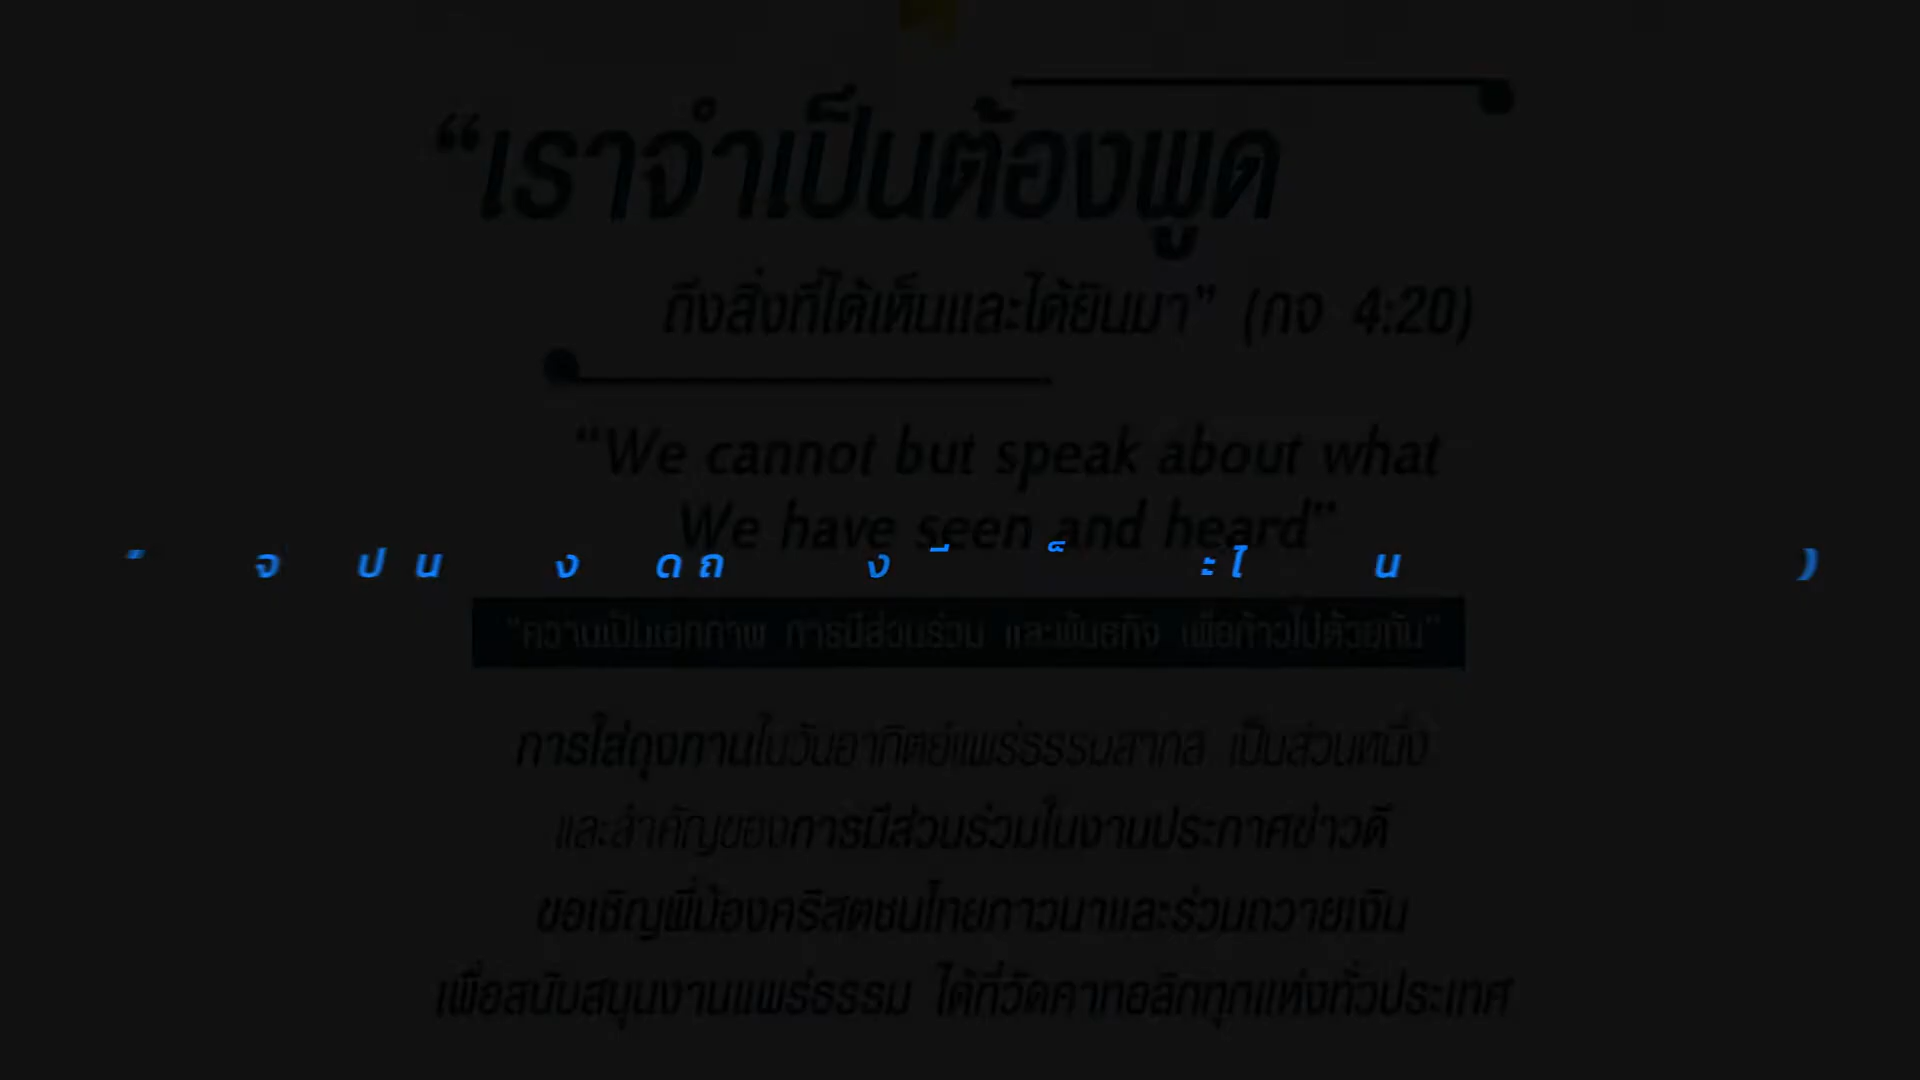 “เราจำเป็นต้องพูด
ถึงสิ่งที่ได้เห็นและได้ยินมา” (กจ 4:20)
“We cannot but speak about what
We have seen and heard”
จ ป น ง ด ถ ง ี ็ ะ ไ น )
“ความเป็นเอกภาพ การมีส่วนร่วม และพันธกิจ เพื่อก้าวไปด้วยกัน”
การใส่ถุงทานในวันอาทิตย์แพร่ธรรมสากล เป็นส่วนหนึ่ง
และสำคัญของการมีส่วนร่วมในงานประกาศข่าวดี
ขอเชิญพี่น้องคริสตชนไทยภาวนาและร่วมถวายเงิน
เพื่อสนับสนุนงานแพร่ธรรม ได้ที่วัดคาทอลิกทุกแห่งทั่วประเทศ